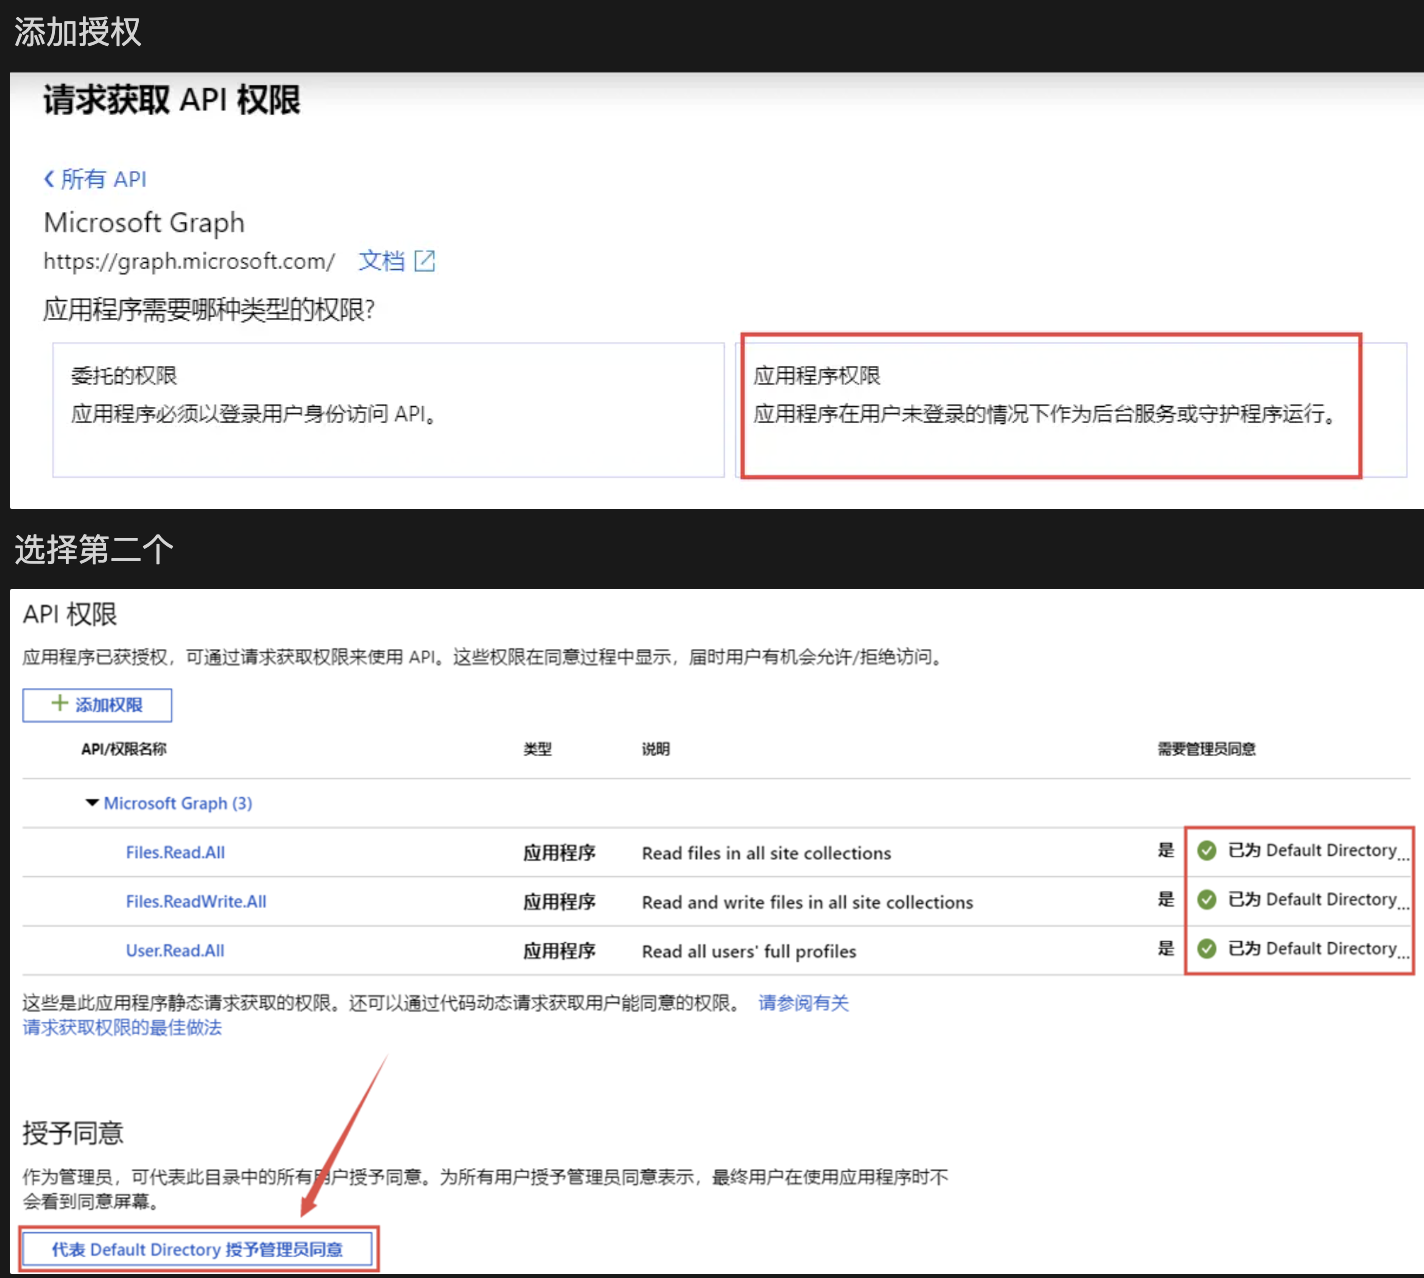 添加授权
请求获取 API 权限
所有 API
Microsoft Graph
https://graph.microsoft.com/ 文档
应用程序需要哪种类型的权限?
委托的权限
应用程序必须以登录用户身份访问 API。
应用程序权限
应用程序在用户未登录的情况下作为后台服务或守护程序运行。
选择第二个
API 权限
应用程序已获授权，可通过请求获取权限来使用 API。这些权限在同意过程中显示，届时用户有机会允许/拒绝访问。
添加权限
API/权限名称 类型 说明 需要管理员同意
Microsoft Graph (3)
Files.Read.All 应用程序 Read files in all site collections 是 已为 Default Directory...
Files.ReadWrite.All 应用程序 Read and write files in all site collections 是 已为 Default Directory...
User.Read.All 应用程序 Read all users' full profiles 是 已为 Default Directory...
这些是此应用程序静态请求获取的权限。还可以通过代码动态请求获取用户能同意的权限。 请参阅有关
请求获取权限的最佳做法
授予同意
作为管理员，可代表此目录中的所有用户授予同意。为所有用户授予管理员同意表示，最终用户在使用应用程序时不
会看到同意屏幕。
代表 Default Directory 授予管理员同意